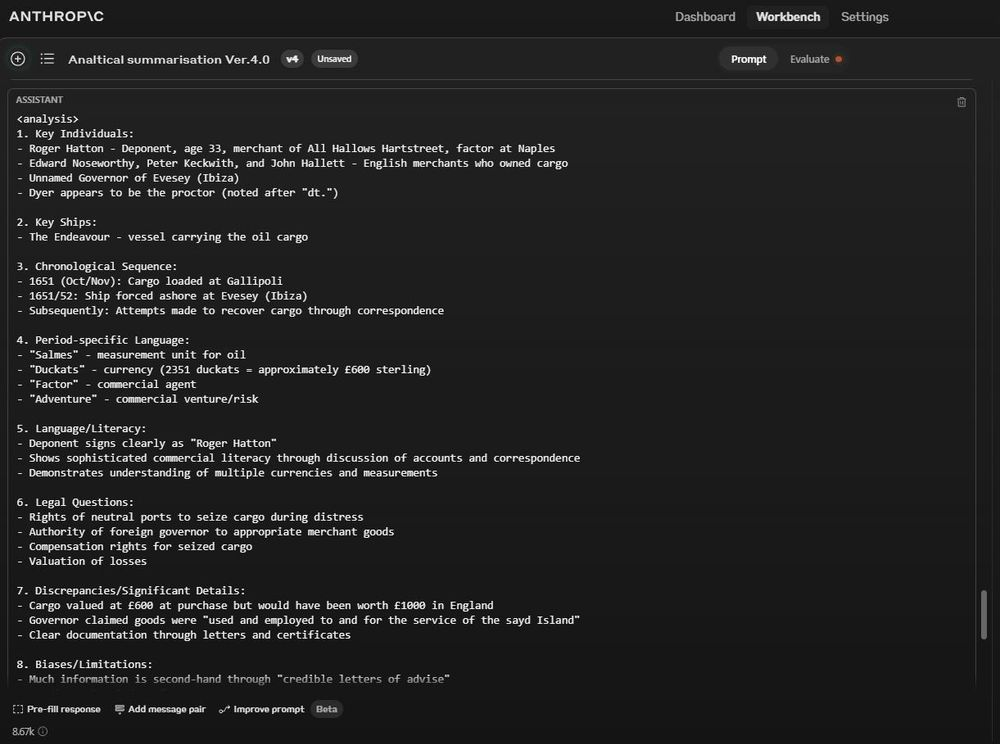 ANTHROP\C
Dashboard Workbench Settings
Analtical summarisation Ver.4.0 v4 Unsaved Prompt Evaluate
ASSISTANT
<analysis>
1. Key Individuals:
- Roger Hatton - Deponent, age 33, merchant of All Hallows Hartstreet, factor at Naples
- Edward Noseworthy, Peter Keckwith, and John Hallett - English merchants who owned cargo
- Unnamed Governor of Evesey (Ibiza)
- Dyer appears to be the proctor (noted after "dt.")
2. Key Ships:
- The Endeavour - vessel carrying the oil cargo
3. Chronological Sequence:
- 1651 (Oct/Nov): Cargo loaded at Gallipoli
- 1651/52: Ship forced ashore at Evesey (Ibiza)
- Subsequently: Attempts made to recover cargo through correspondence
4. Period-specific Language:
- "Salmes" - measurement unit for oil
- "Duckats" - currency (2351 duckats = approximately £600 sterling)
- "Factor" - commercial agent
- "Adventure" - commercial venture/risk
5. Language/Literacy:
- Deponent signs clearly as "Roger Hatton"
- Shows sophisticated commercial literacy through discussion of accounts and correspondence
- Demonstrates understanding of multiple currencies and measurements
6. Legal Questions:
- Rights of neutral ports to seize cargo during distress
- Authority of foreign governor to appropriate merchant goods
- Compensation rights for seized cargo
- Valuation of losses
7. Discrepancies/Significant Details:
- Cargo valued at £600 at purchase but would have been worth £1000 in England
- Governor claimed goods were "used and employed to and for the service of the sayd Island"
- Clear documentation through letters and certificates
8. Biases/Limitations:
- Much information is second-hand through "credible letters of advise"
Pre-fill response Add message pair Improve prompt Beta
8.67k